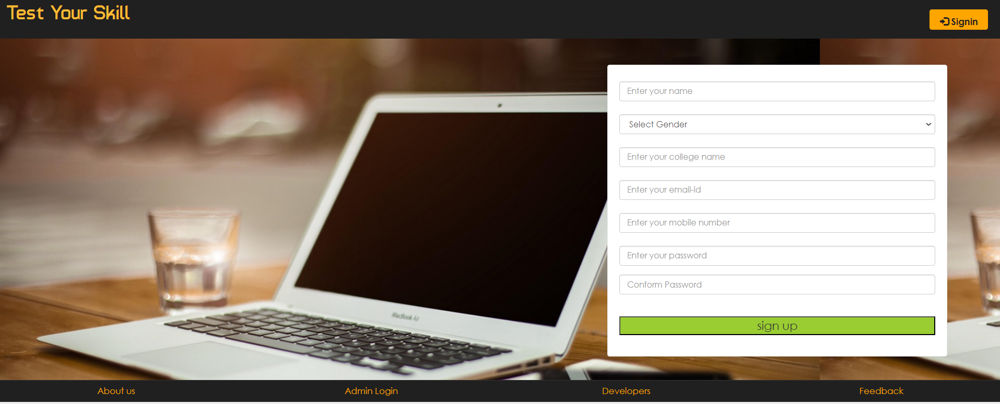 Test Your Skill
Signin
Enter your name
Select Gender
Enter your college name
Enter your email-id
Enter your mobile number
Enter your password
Conform Password
sign up
MacBook Air
About us
Admin Login
Developers
Feedback